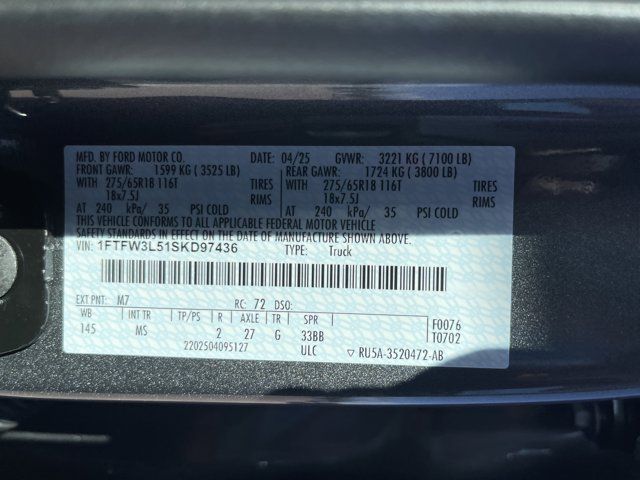 MFD. BY FORD MOTOR CO. DATE: 04/25 GVWR: 3221 KG ( 7100 LB)
FRONT GAWR: 1599 KG ( 3525 LB) REAR GAWR: 1724 KG ( 3800 LB)
WITH 275/65R18 116T TIRES WITH 275/65R18 116T TIRES
18x7.5J RIMS 18x7.5J RIMS
AT 240 kPa/ 35 PSI COLD AT 240 kPa/ 35 PSI COLD
THIS VEHICLE CONFORMS TO ALL APPLICABLE FEDERAL MOTOR VEHICLE
SAFETY STANDARDS IN EFFECT ON THE DATE OF MANUFACTURE SHOWN ABOVE.
VIN: 1FTFW3L51SKD97436 TYPE: Truck
EXT PNT: M7 RC: 72 DSO:
WB INT TR TP/PS R AXLE TR SPR F0076
145 MS 2 27 G 33BB T0702
2202504095127 ULC ▽ RU5A-3520472-AB